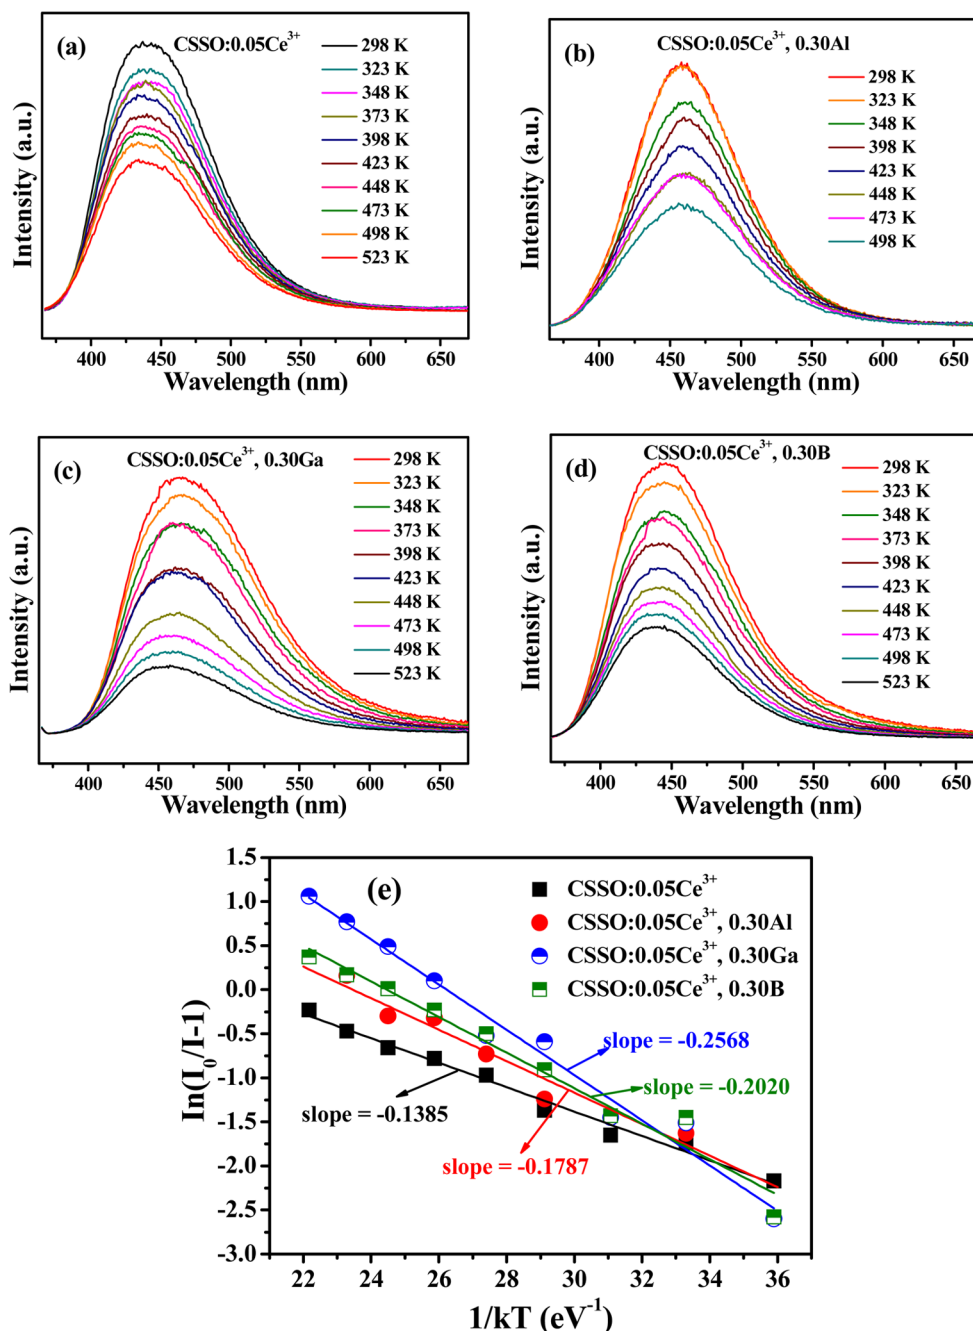 (a)
CSSO:0.05Ce³⁺
298 K
323 K
348 K
373 K
398 K
423 K
448 K
473 K
498 K
523 K
Intensity (a.u.)
400 450 500 550 600 650
Wavelength (nm)
(b)
CSSO:0.05Ce³⁺, 0.30Al
298 K
323 K
348 K
398 K
423 K
448 K
473 K
498 K
Intensity (a.u.)
400 450 500 550 600 650
Wavelength (nm)
(c)
CSSO:0.05Ce³⁺, 0.30Ga
298 K
323 K
348 K
373 K
398 K
423 K
448 K
473 K
498 K
523 K
Intensity (a.u.)
400 450 500 550 600 650
Wavelength (nm)
(d)
CSSO:0.05Ce³⁺, 0.30B
298 K
323 K
348 K
373 K
398 K
423 K
448 K
473 K
498 K
523 K
Intensity (a.u.)
400 450 500 550 600 650
Wavelength (nm)
(e)
CSSO:0.05Ce³⁺
CSSO:0.05Ce³⁺, 0.30Al
CSSO:0.05Ce³⁺, 0.30Ga
CSSO:0.05Ce³⁺, 0.30B
slope = -0.2568
slope = -0.2020
slope = -0.1385
slope = -0.1787
ln(I₀/I-1)
1.5
1.0
0.5
0.0
-0.5
-1.0
-1.5
-2.0
-2.5
-3.0
22 24 26 28 30 32 34 36
1/kT (eV⁻¹)